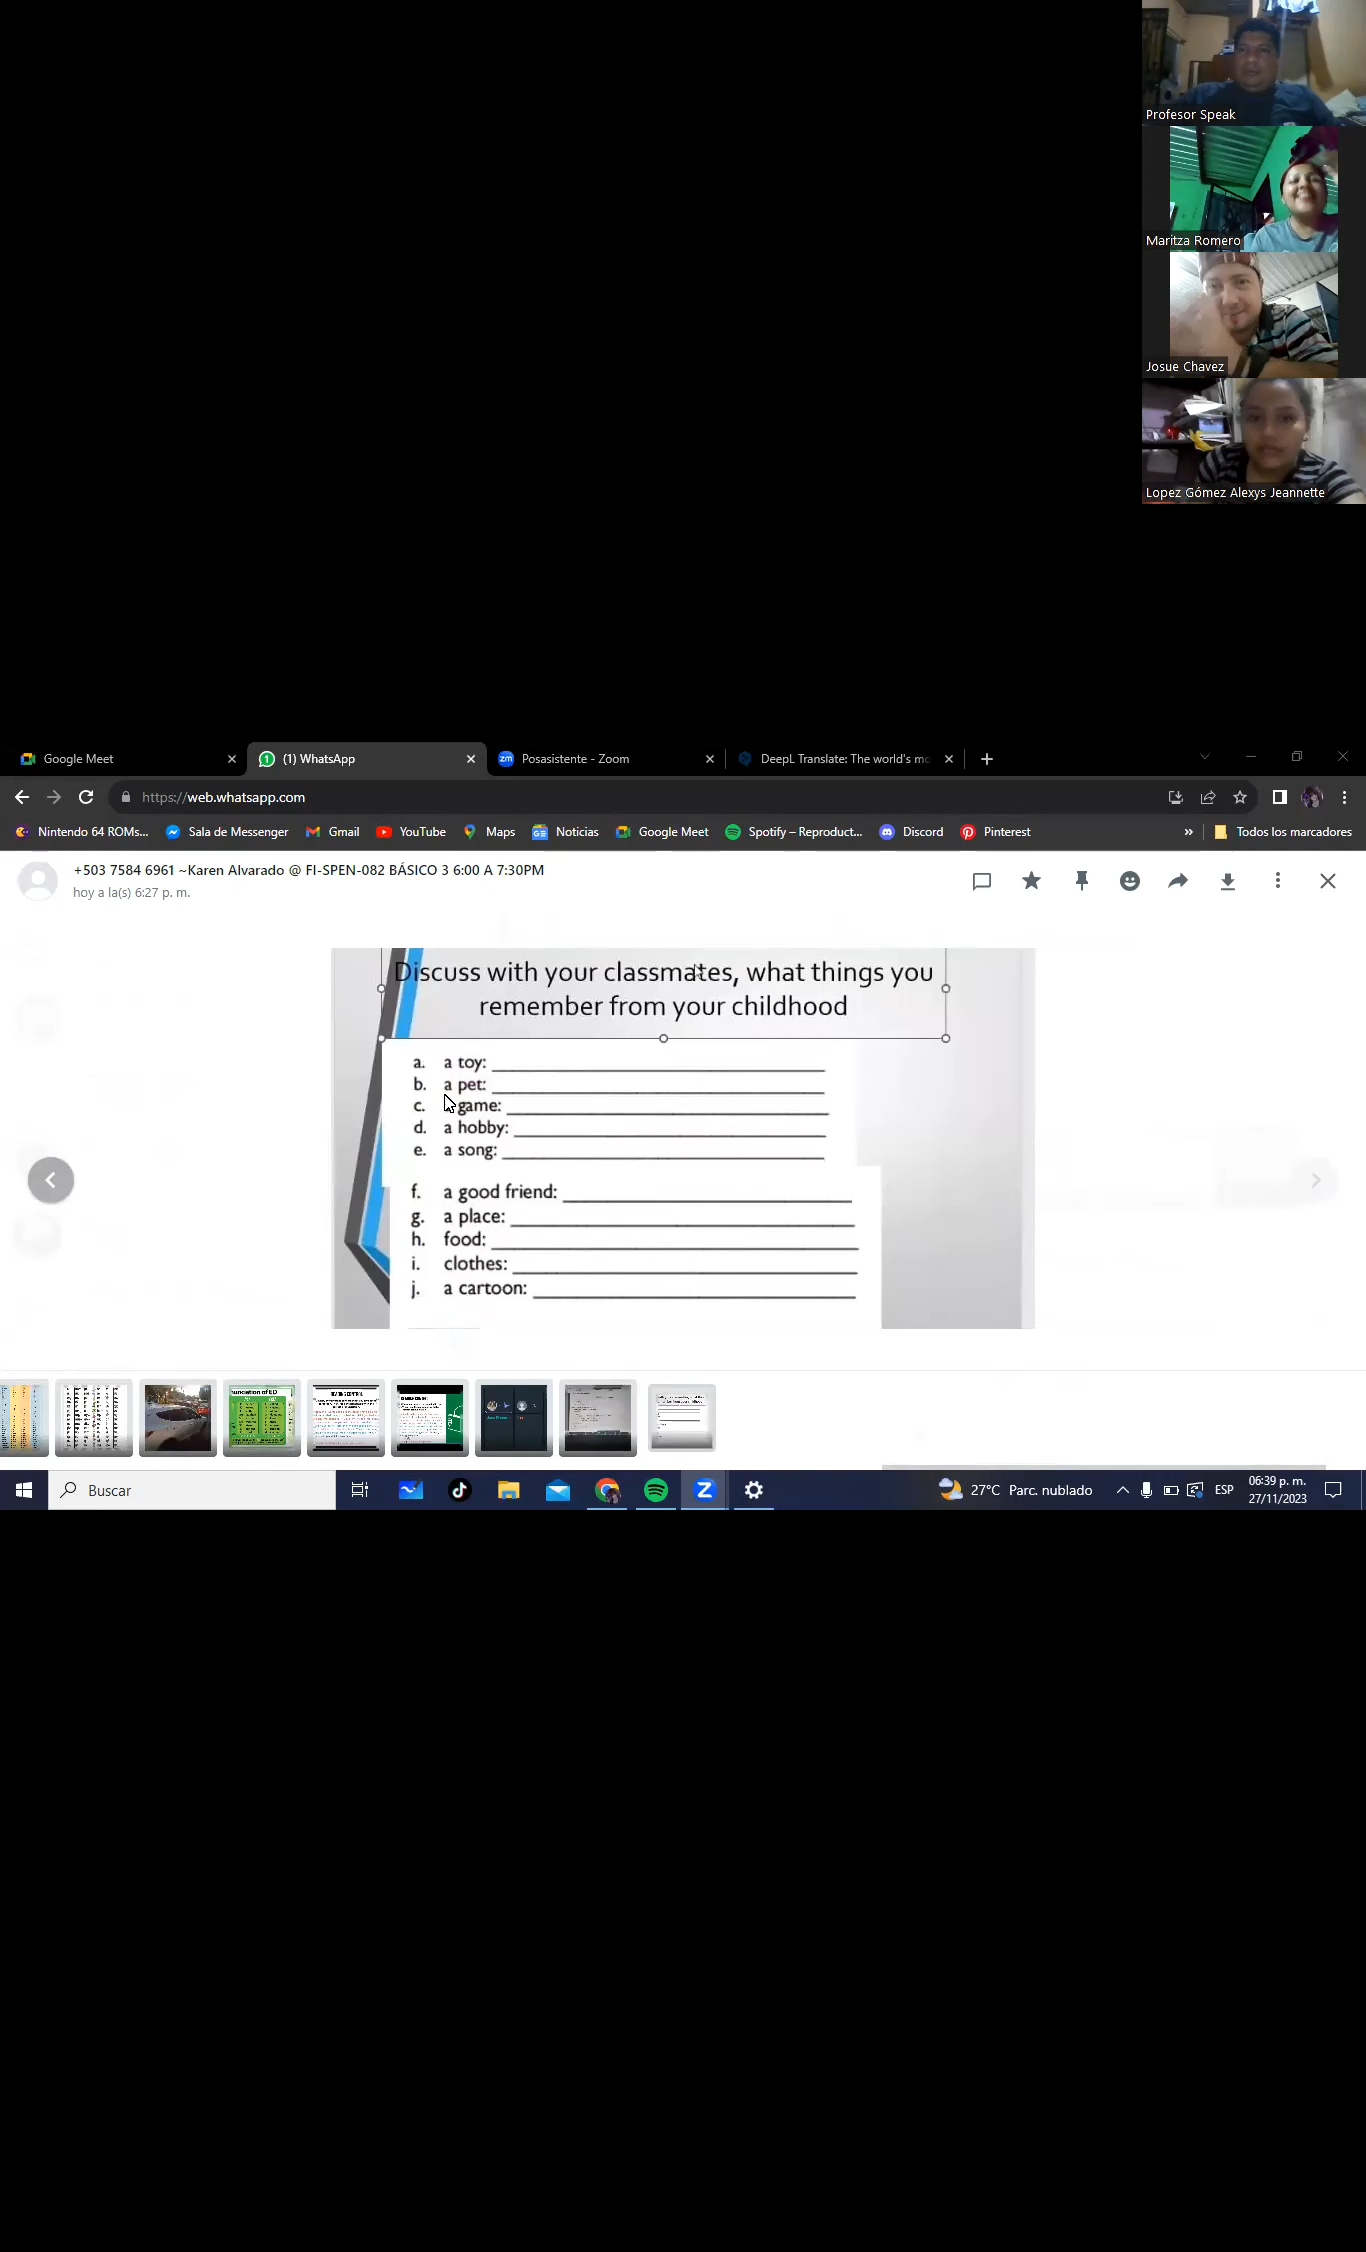 Profesor Speak
Maritza Romero
Josue Chavez
Lopez Gómez Alexys Jeannette
Google Meet
(1) WhatsApp
Posasistente - Zoom
DeepL Translate: The world's mo
https://web.whatsapp.com
Nintendo 64 ROMs... Sala de Messenger Gmail YouTube Maps Noticias Google Meet Spotify – Reproduct... Discord Pinterest » Todos los marcadores
+503 7584 6961 ~Karen Alvarado @ FI-SPEN-082 BÁSICO 3 6:00 A 7:30PM
hoy a la(s) 6:27 p. m.
Discuss with your classmates, what things you
remember from your childhood
a. a toy:
b. a pet:
c. game:
d. a hobby:
e. a song:
f. a good friend:
g. a place:
h. food:
i. clothes:
j. a cartoon:
Buscar
27°C Parc. nublado
ESP
06:39 p. m.
27/11/2023